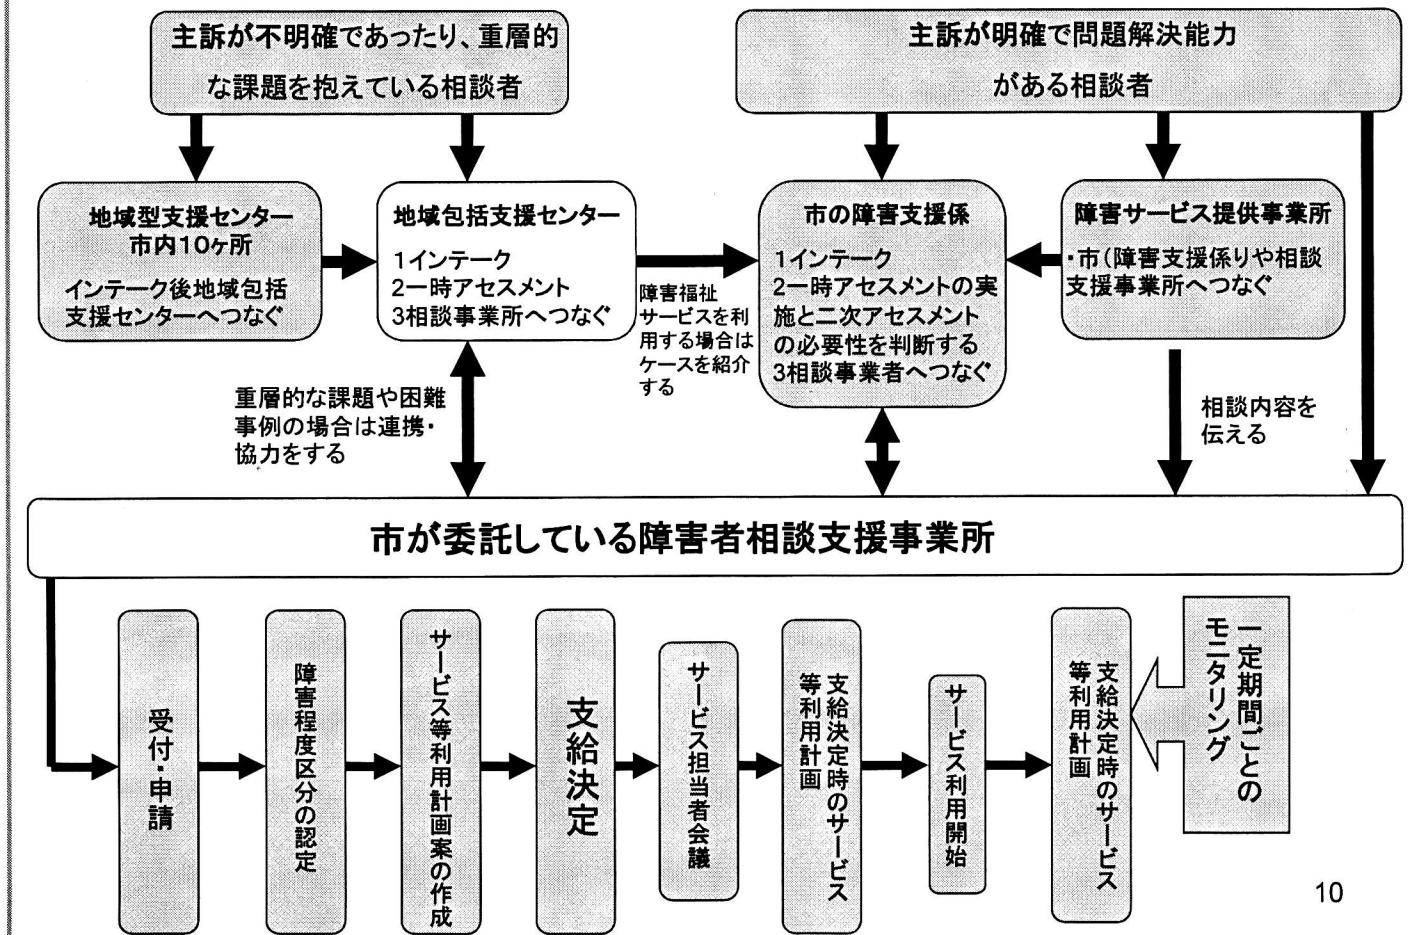 主訴が不明確であったり、重層的
な課題を抱えている相談者
主訴が明確で問題解決能力
がある相談者
地域型支援センター
市内10ヶ所
インテーク後地域包括
支援センターへつなぐ
地域包括支援センター
1インテーク
2一時アセスメント
3相談事業所へつなぐ
障害福祉
サービスを利
用する場合は
ケースを紹介
する
市の障害支援係
1インテーク
2一時アセスメントの実
施と二次アセスメント
の必要性を判断する
3相談事業者へつなぐ
障害サービス提供事業所
・市(障害支援係りや相談
支援事業所へつなぐ
重層的な課題や困難
事例の場合は連携・
協力をする
相談内容を
伝える
市が委託している障害者相談支援事業所
受付・申請
障害程度区分の認定
サービス等利用計画案の作成
支給決定
サービス担当者会議
支給決定時のサービス
等利用計画
サービス利用開始
支給決定時のサービス
等利用計画
一定期間ごとの
モニタリング
10